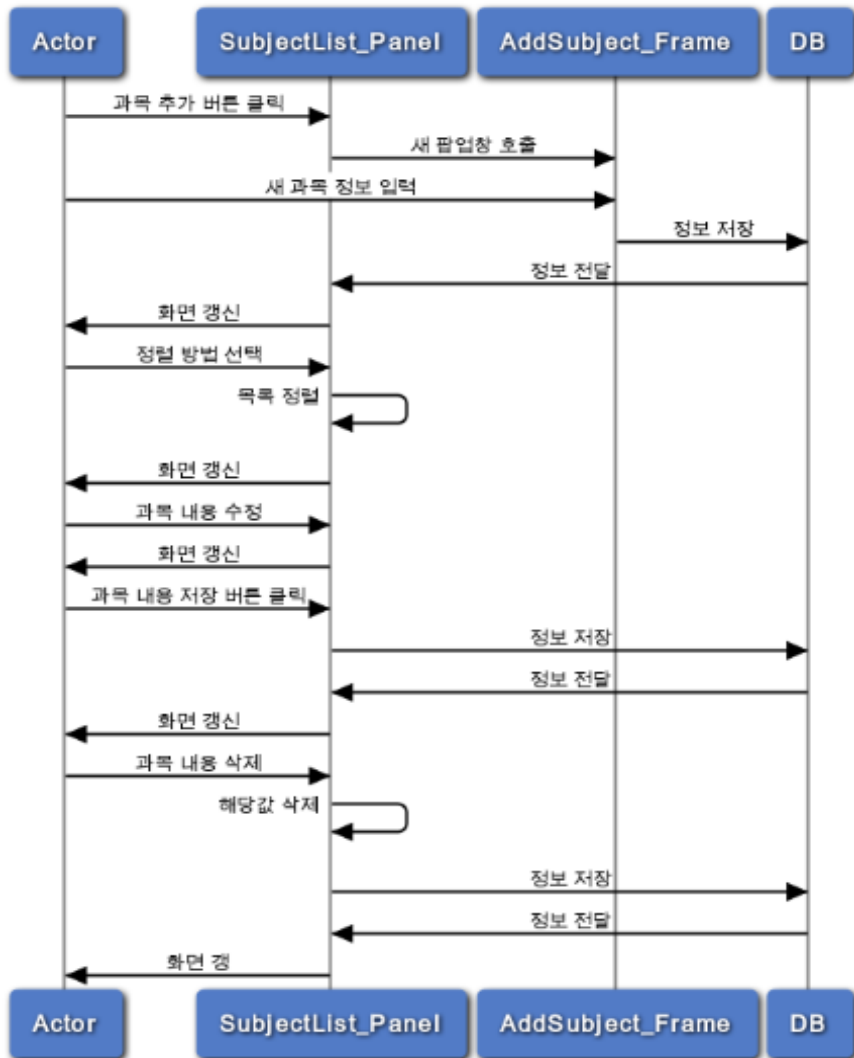 Actor SubjectList_Panel AddSubject_Frame DB
과목 추가 버튼 클릭
새 팝업창 호출
새 과목 정보 입력
정보 저장
정보 전달
화면 갱신
정렬 방법 선택
목록 정렬
화면 갱신
과목 내용 수정
화면 갱신
과목 내용 저장 버튼 클릭
정보 저장
정보 전달
화면 갱신
과목 내용 삭제
해당값 삭제
정보 저장
정보 전달
화면 갱
Actor SubjectList_Panel AddSubject_Frame DB